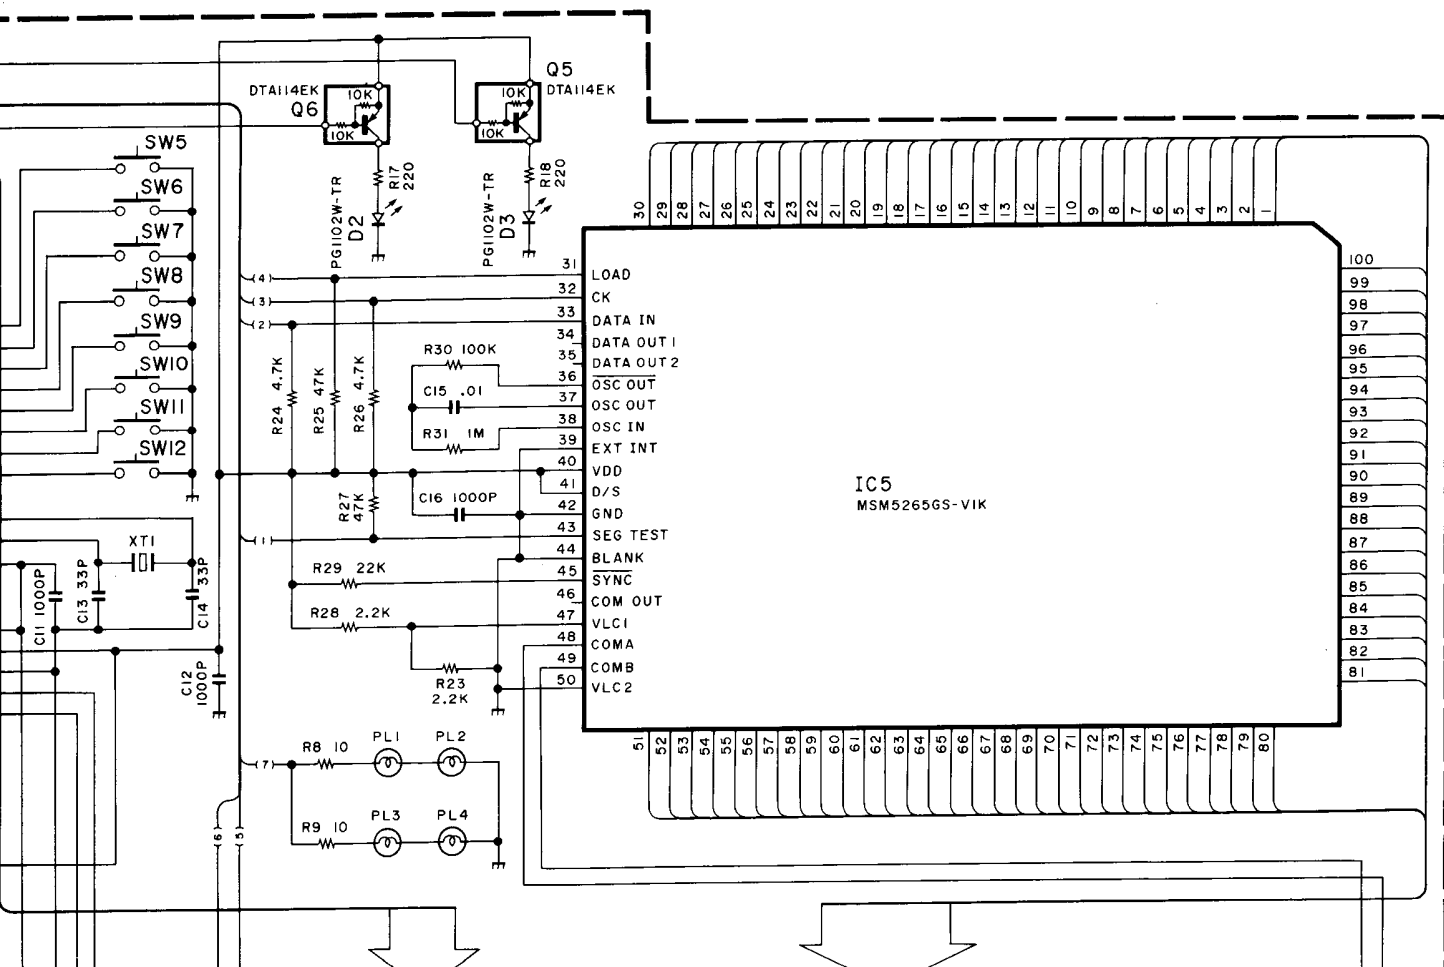 Q5
DTA114EK
DTA114EK
Q6
10K
10K
10K
10K
SW5
SW6
SW7
SW8
SW9
SW10
SW11
SW12
R17
220
R18
220
PG1102W-TR
D2
PG1102W-TR
D3
30 29 28 27 26 25 24 23 22 21 20 19 18 17 16 15 14 13 12 11 10 9 8 7 6 5 4 3 2 1
(4)
(3)
(2)
(1)
31 LOAD
32 CK
33 DATA IN
34 DATA OUT1
35 DATA OUT2
36 OSC OUT
37 OSC OUT
38 OSC IN
39 EXT INT
40 VDD
41 D/S
42 GND
43 SEG TEST
44 BLANK
45 SYNC
46 COM OUT
47 VLC1
48 COMA
49 COMB
50 VLC2
R24 4.7K
R25 47K
R26 4.7K
R30 100K
C15 .01
R31 1M
R27
47K
C16 1000P
R29 22K
R28 2.2K
R23
2.2K
IC5
MSM5265GS-V1K
100
99
98
97
96
95
94
93
92
91
90
89
88
87
86
85
84
83
82
81
XT1
C11 1000P
C13 33P
C14
33P
C12
1000P
51 52 53 54 55 56 57 58 59 60 61 62 63 64 65 66 67 68 69 70 71 72 73 74 75 76 77 78 79 80
(7)
R8 10
PL1
PL2
R9 10
PL3
PL4
(6)
(5)